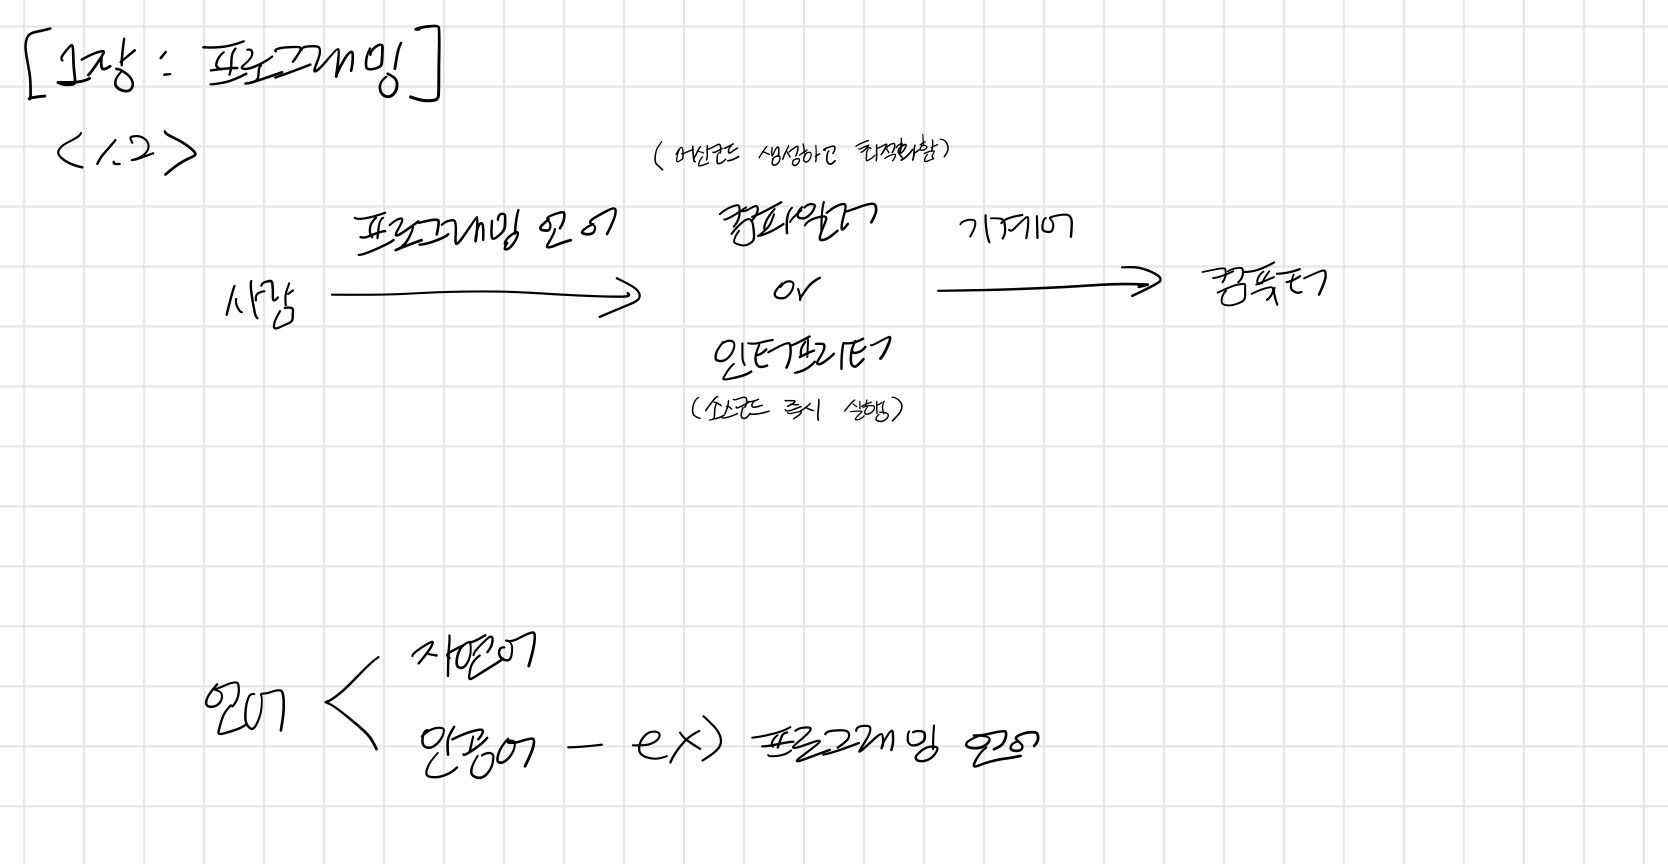 [1장 : 프로그래밍]
<1.2>
(머신코드 생성하고 최적화함)
프로그래밍 언어 컴파일러 기계어
사람 or 컴퓨터
인터프리터
(소스코드 즉시 실행)
자연어
언어
인공어 - ex) 프로그래밍 언어